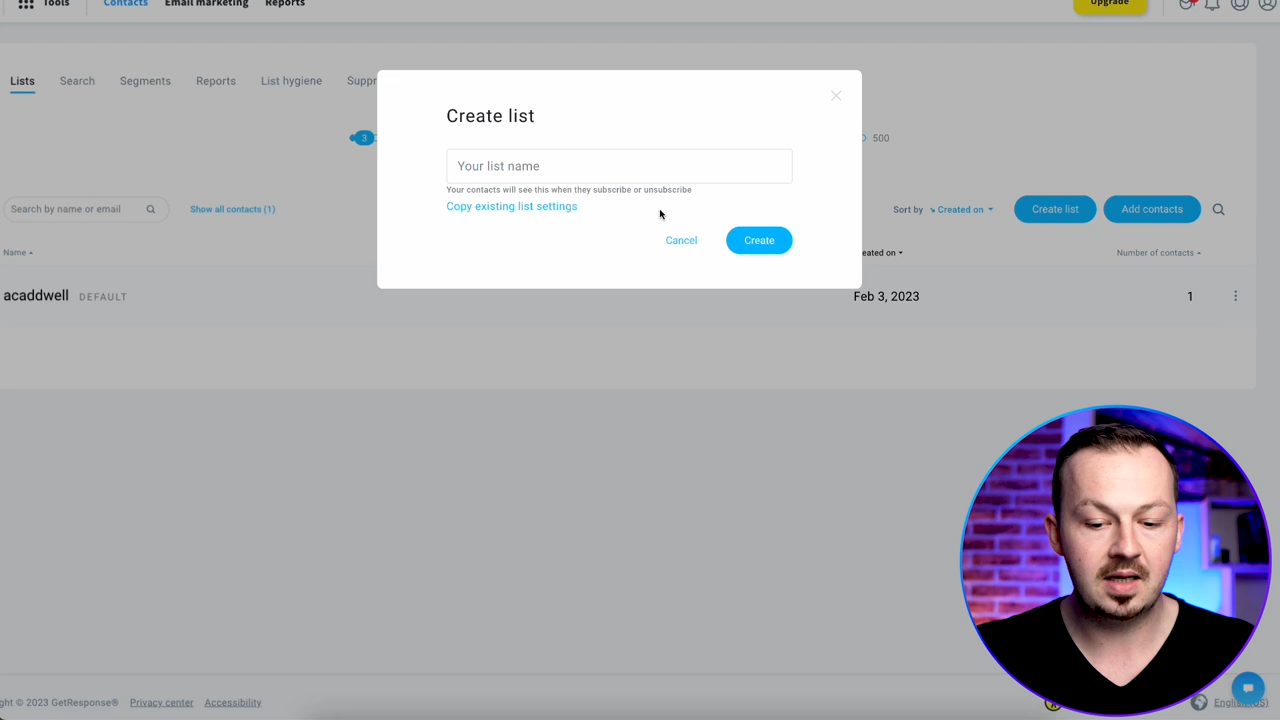 Tools Contacts Email marketing Reports Upgrade
Lists Search Segments Reports List hygiene Suppr
Create list
3 500
Your list name
Your contacts will see this when they subscribe or unsubscribe
Copy existing list settings
Search by name or email Show all contacts (1) Sort by Created on Create list Add contacts
Cancel Create
Name eated on Number of contacts
acaddwell DEFAULT Feb 3, 2023 1
ght © 2023 GetResponse® Privacy center Accessibility